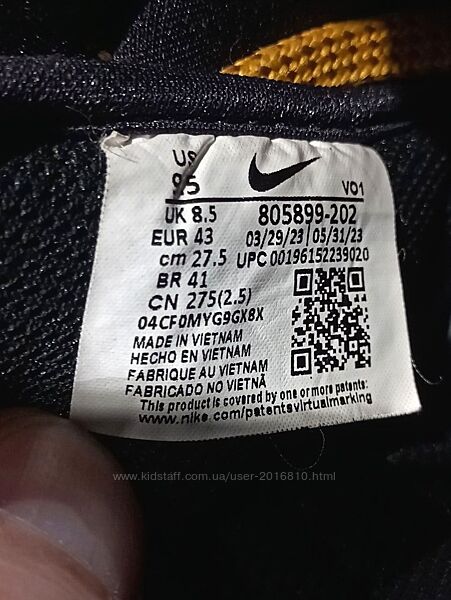 US
9.5
VO1
UK 8.5
805899-202
EUR 43
03/29/23 05/31/23
cm 27.5
UPC 00196152239020
BR 41
CN 275(2.5)
04CF0MYG9GX8X
MADE IN VIETNAM
HECHO EN VIETNAM
FABRIQUE AU VIETNAM
FABRICADO NO VIETNÃ
This product is covered by one or more patents:
www.nike.com/patentsvirtualmarking
www.kidstaff.com.ua/user-2016810.html